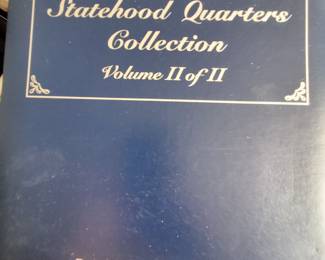 Statehood Quarters
Collection
Volume II of II